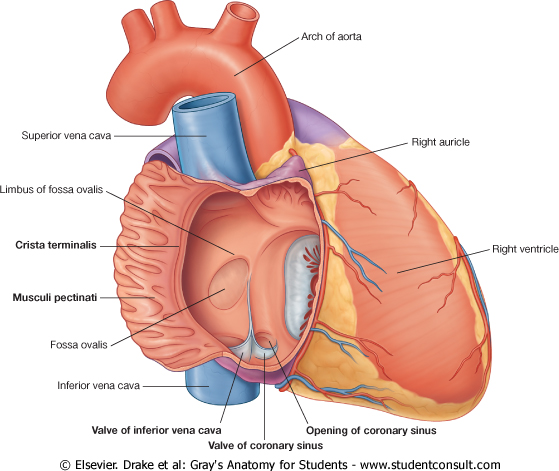 Arch of aorta
Superior vena cava
Right auricle
Limbus of fossa ovalis
Crista terminalis
Right ventricle
Musculi pectinati
Fossa ovalis
Inferior vena cava
Valve of inferior vena cava
Opening of coronary sinus
Valve of coronary sinus
© Elsevier. Drake et al: Gray's Anatomy for Students - www.studentconsult.com